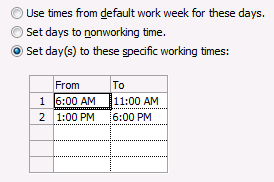 Use times from default work week for these days.
Set days to nonworking time.
Set day(s) to these specific working times:
From To
1 6:00 AM 11:00 AM
2 1:00 PM 6:00 PM